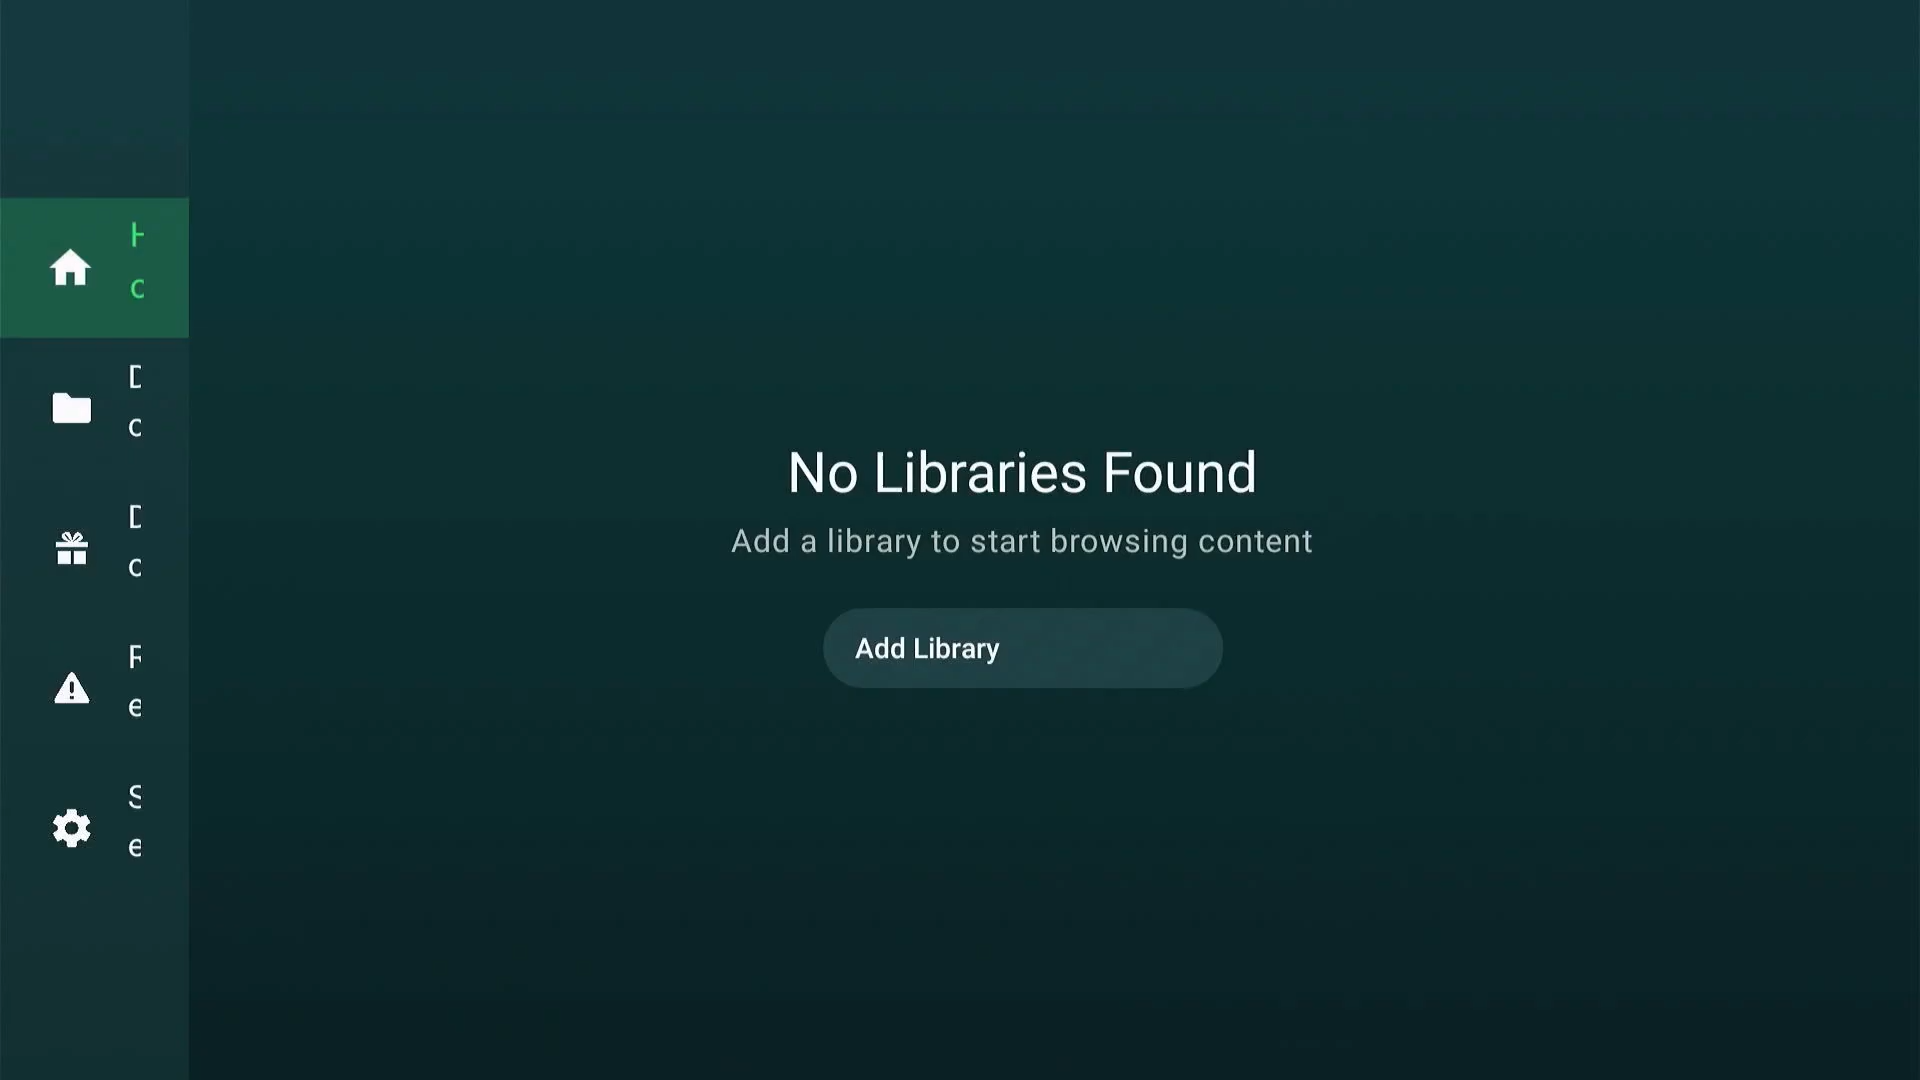 H
o
D
o
D
o
R
e
S
e
No Libraries Found
Add a library to start browsing content
Add Library